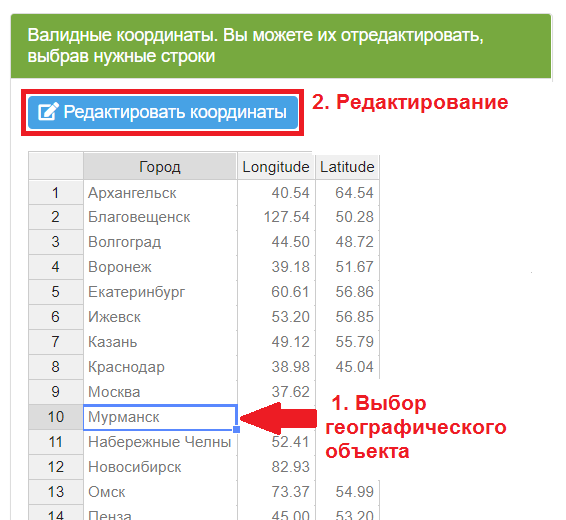 Валидные координаты. Вы можете их отредактировать,
выбрав нужные строки
Редактировать координаты
2. Редактирование
Город Longitude Latitude
1 Архангельск 40.54 64.54
2 Благовещенск 127.54 50.28
3 Волгоград 44.50 48.72
4 Воронеж 39.18 51.67
5 Екатеринбург 60.61 56.86
6 Ижевск 53.20 56.85
7 Казань 49.12 55.79
8 Краснодар 38.98 45.04
9 Москва 37.62
10 Мурманск
11 Набережные Челны 52.41
12 Новосибирск 82.93
13 Омск 73.37 54.99
14 Пенза 45.00 53.20
1. Выбор
географического
объекта